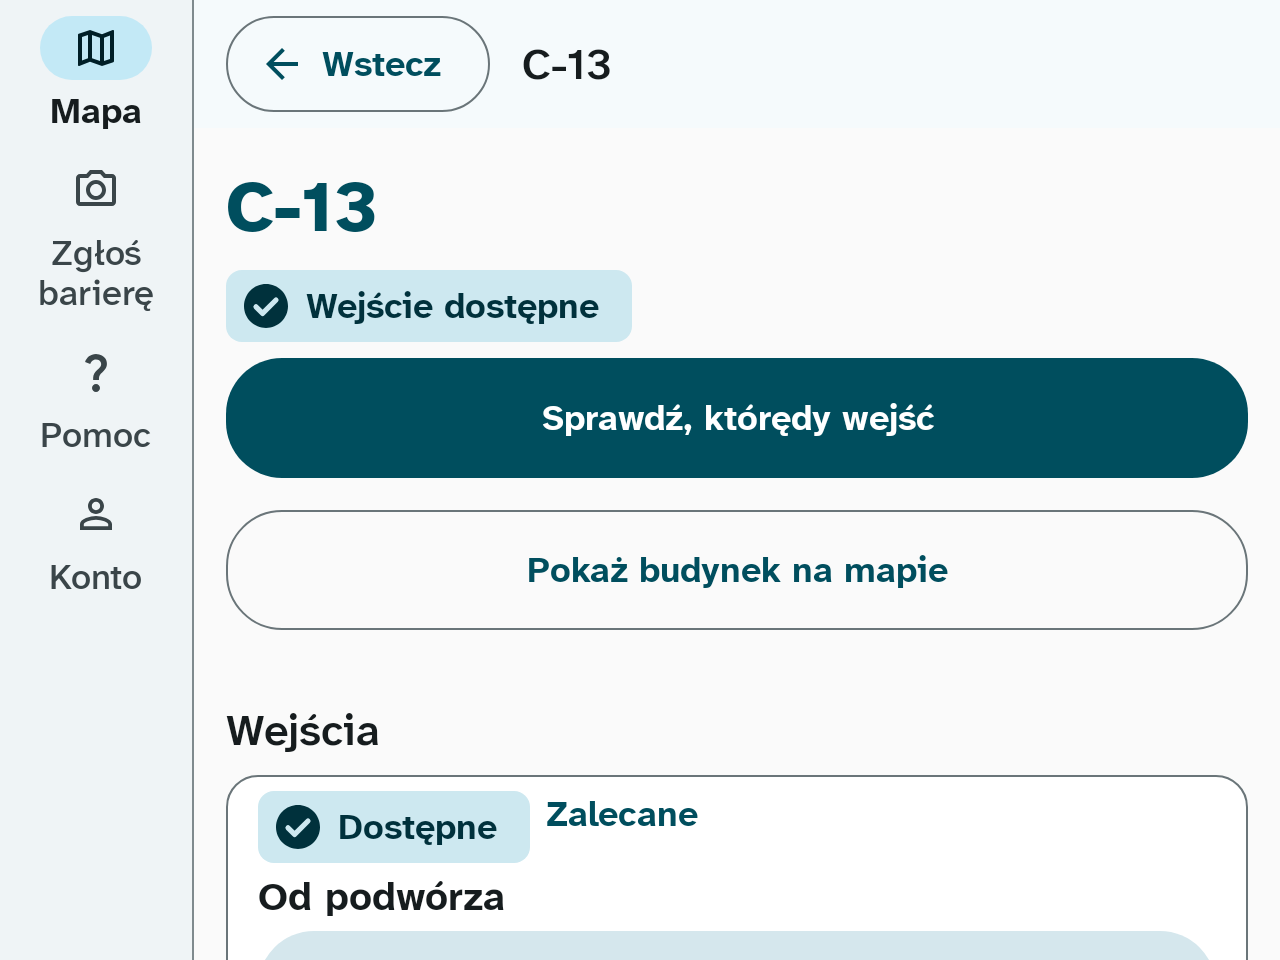 Mapa
Zgłoś
barierę
?
Pomoc
Konto
Wstecz
C-13
C-13
Wejście dostępne
Sprawdź, którędy wejść
Pokaż budynek na mapie
Wejścia
Dostępne
Zalecane
Od podwórza